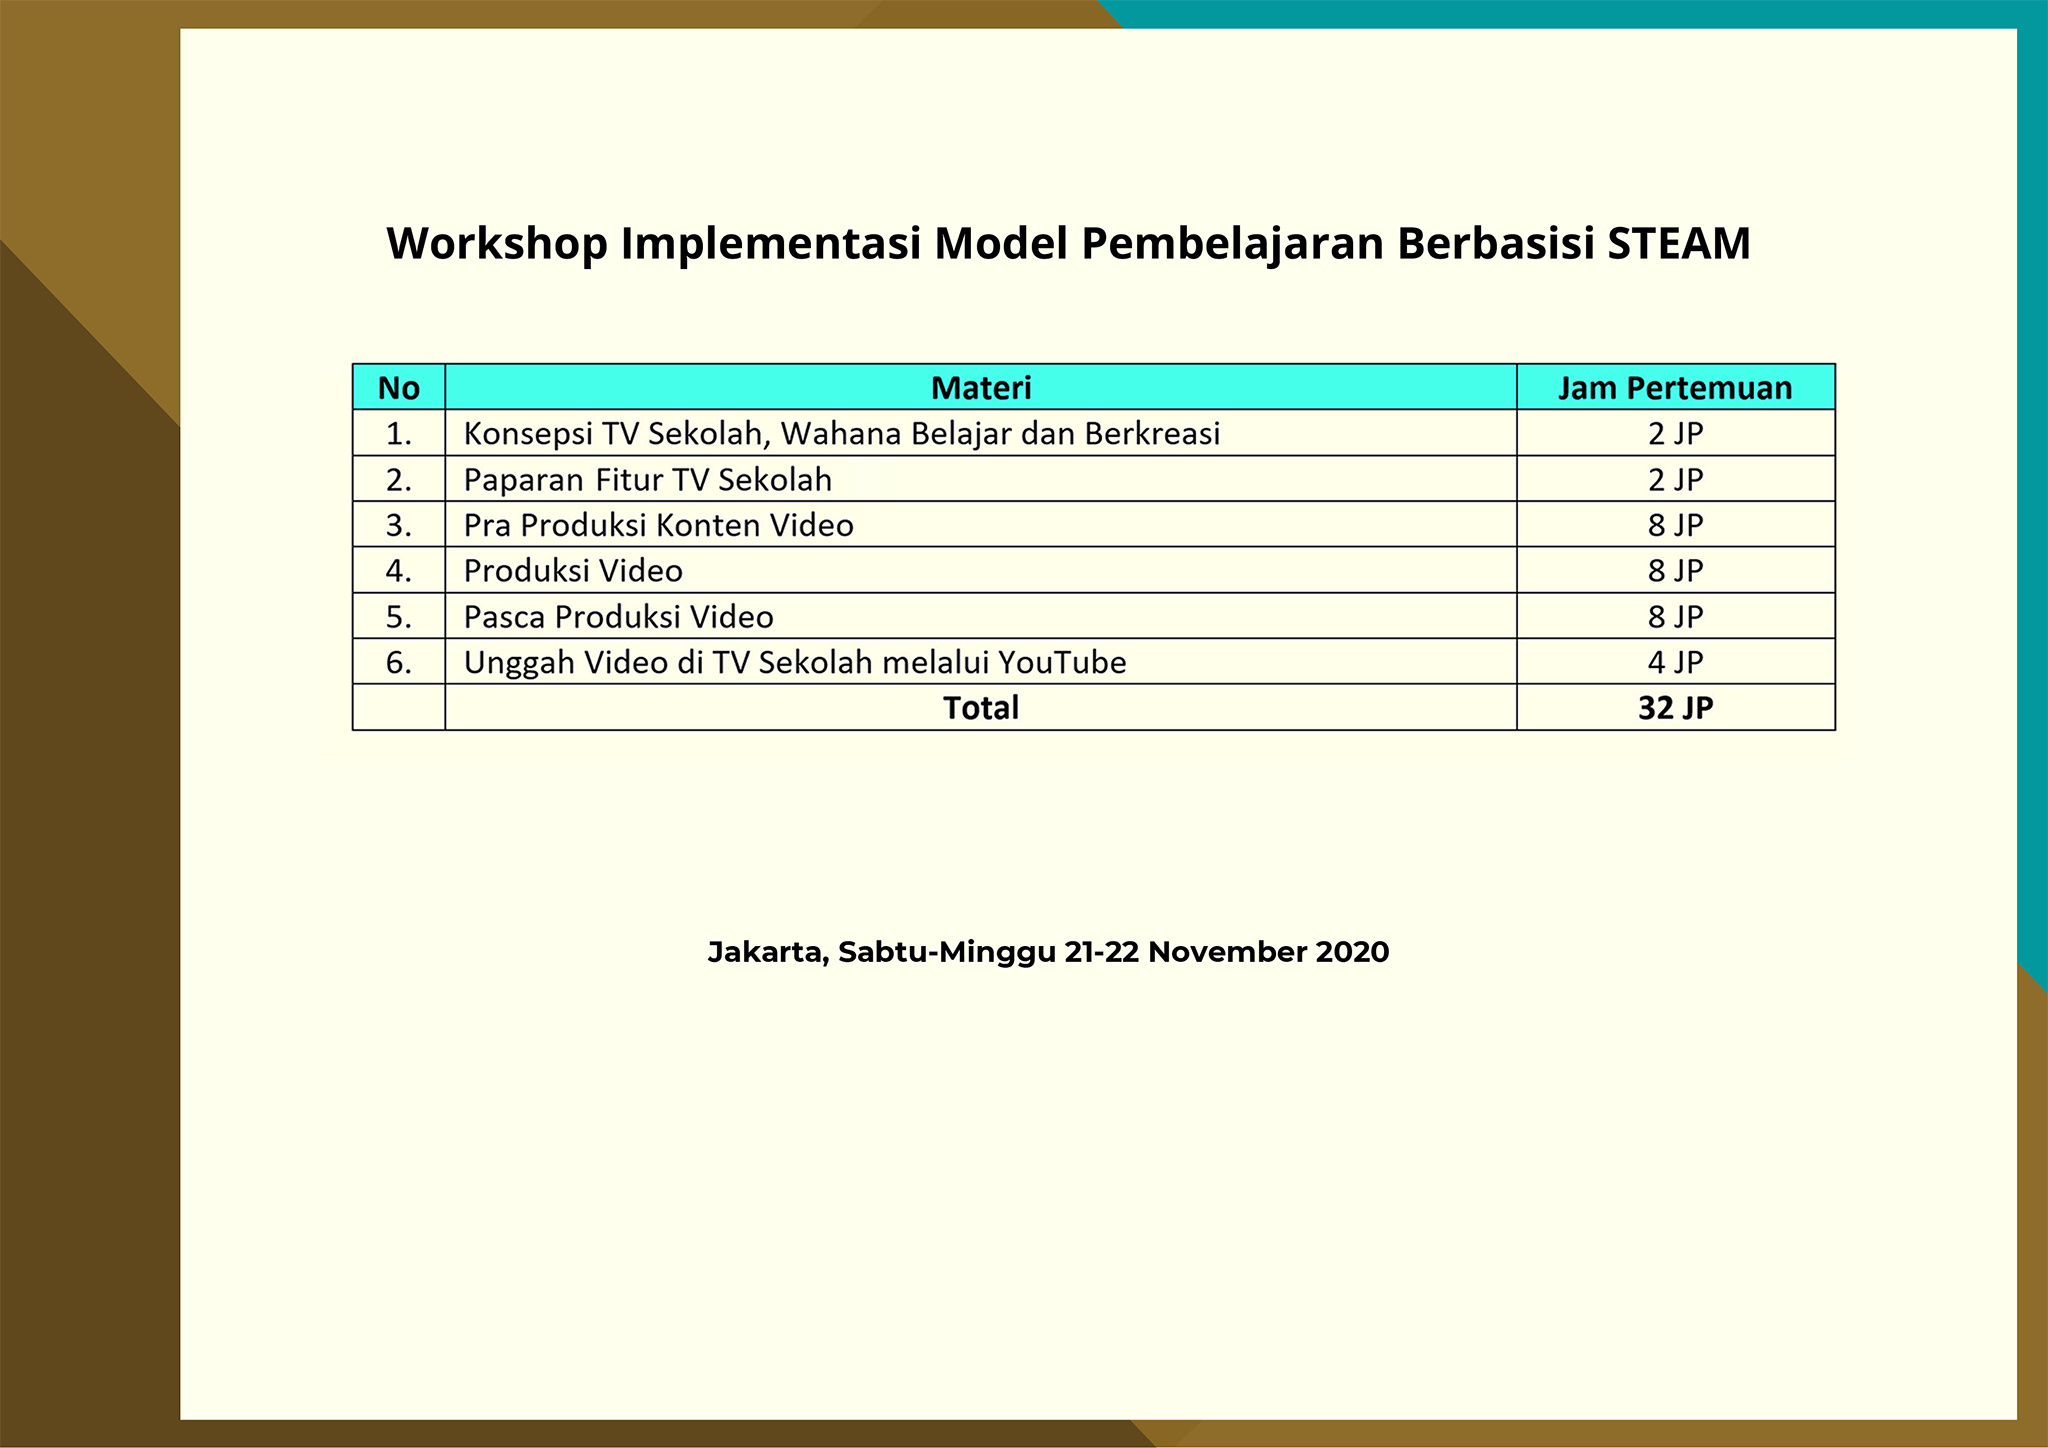 Workshop Implementasi Model Pembelajaran Berbasisi STEAM
No Materi Jam Pertemuan
1. Konsepsi TV Sekolah, Wahana Belajar dan Berkreasi 2 JP
2. Paparan Fitur TV Sekolah 2 JP
3. Pra Produksi Konten Video 8 JP
4. Produksi Video 8 JP
5. Pasca Produksi Video 8 JP
6. Unggah Video di TV Sekolah melalui YouTube 4 JP
Total 32 JP
Jakarta, Sabtu-Minggu 21-22 November 2020